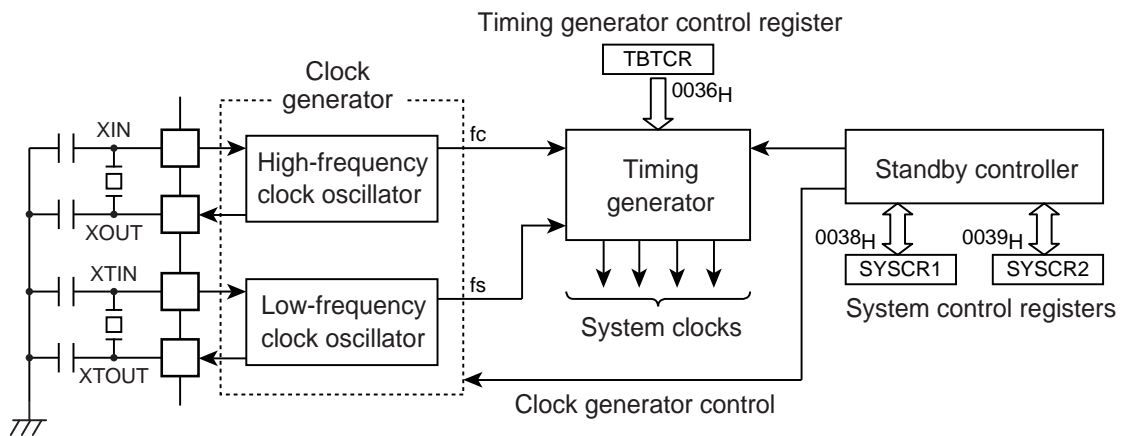 Timing generator control register
TBTCR
0036H
Clock
generator
XIN
fc
High-frequency
clock oscillator
Timing
generator
Standby controller
XOUT
0038H
0039H
XTIN
fs
SYSCR1
SYSCR2
Low-frequency
clock oscillator
System clocks
System control registers
XTOUT
Clock generator control